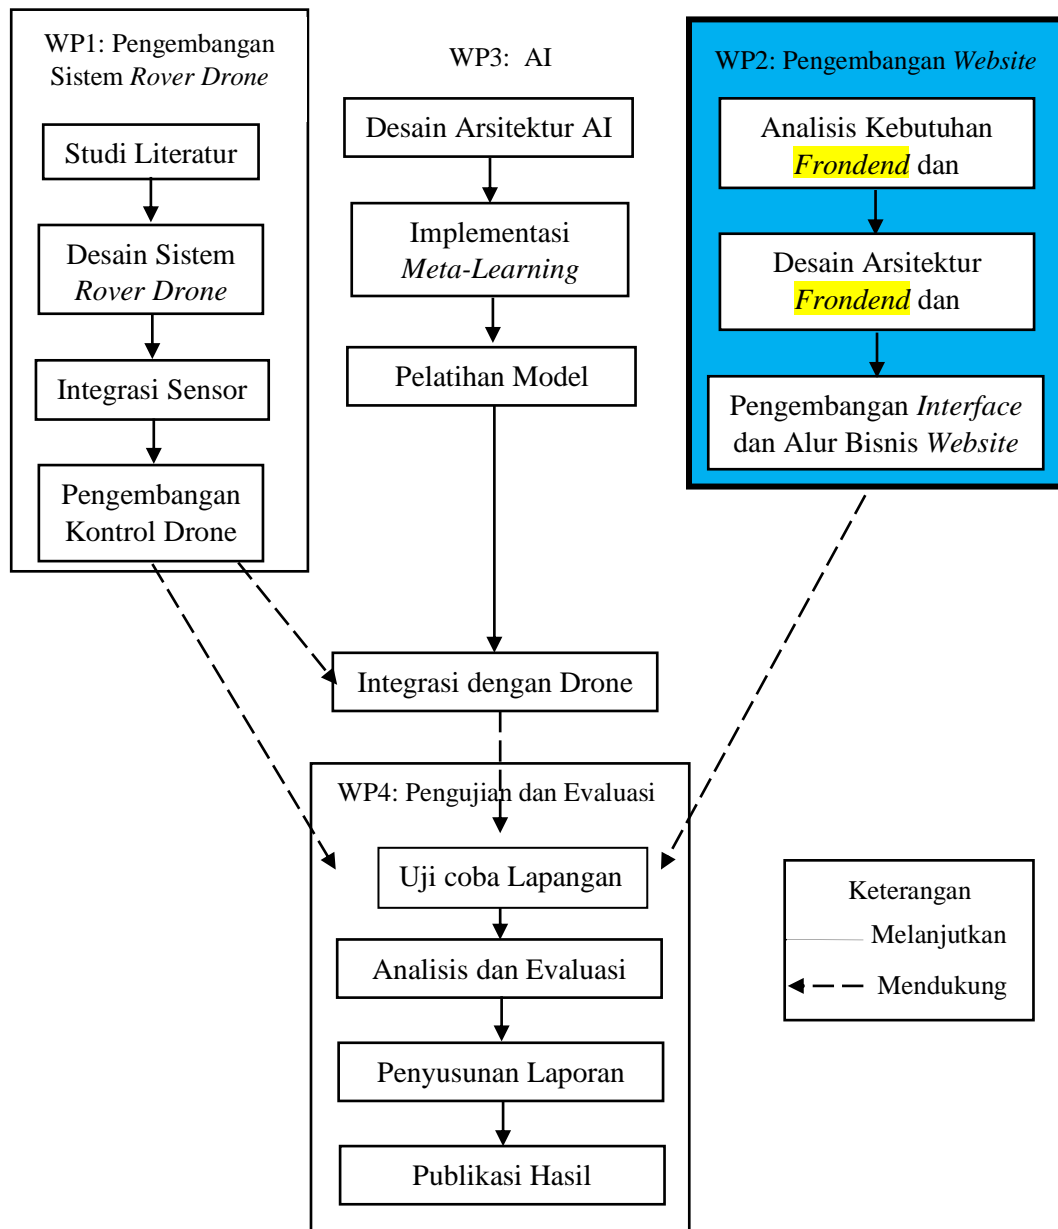 WP1: Pengembangan
Sistem Rover Drone
Studi Literatur
Desain Sistem
Rover Drone
Integrasi Sensor
Pengembangan
Kontrol Drone
WP3: AI
Desain Arsitektur AI
Implementasi
Meta-Learning
Pelatihan Model
Integrasi dengan Drone
WP2: Pengembangan Website
Analisis Kebutuhan
Frondend dan
Desain Arsitektur
Frondend dan
Pengembangan Interface
dan Alur Bisnis Website
WP4: Pengujian dan Evaluasi
Uji coba Lapangan
Analisis dan Evaluasi
Penyusunan Laporan
Publikasi Hasil
Keterangan
Melanjutkan
Mendukung